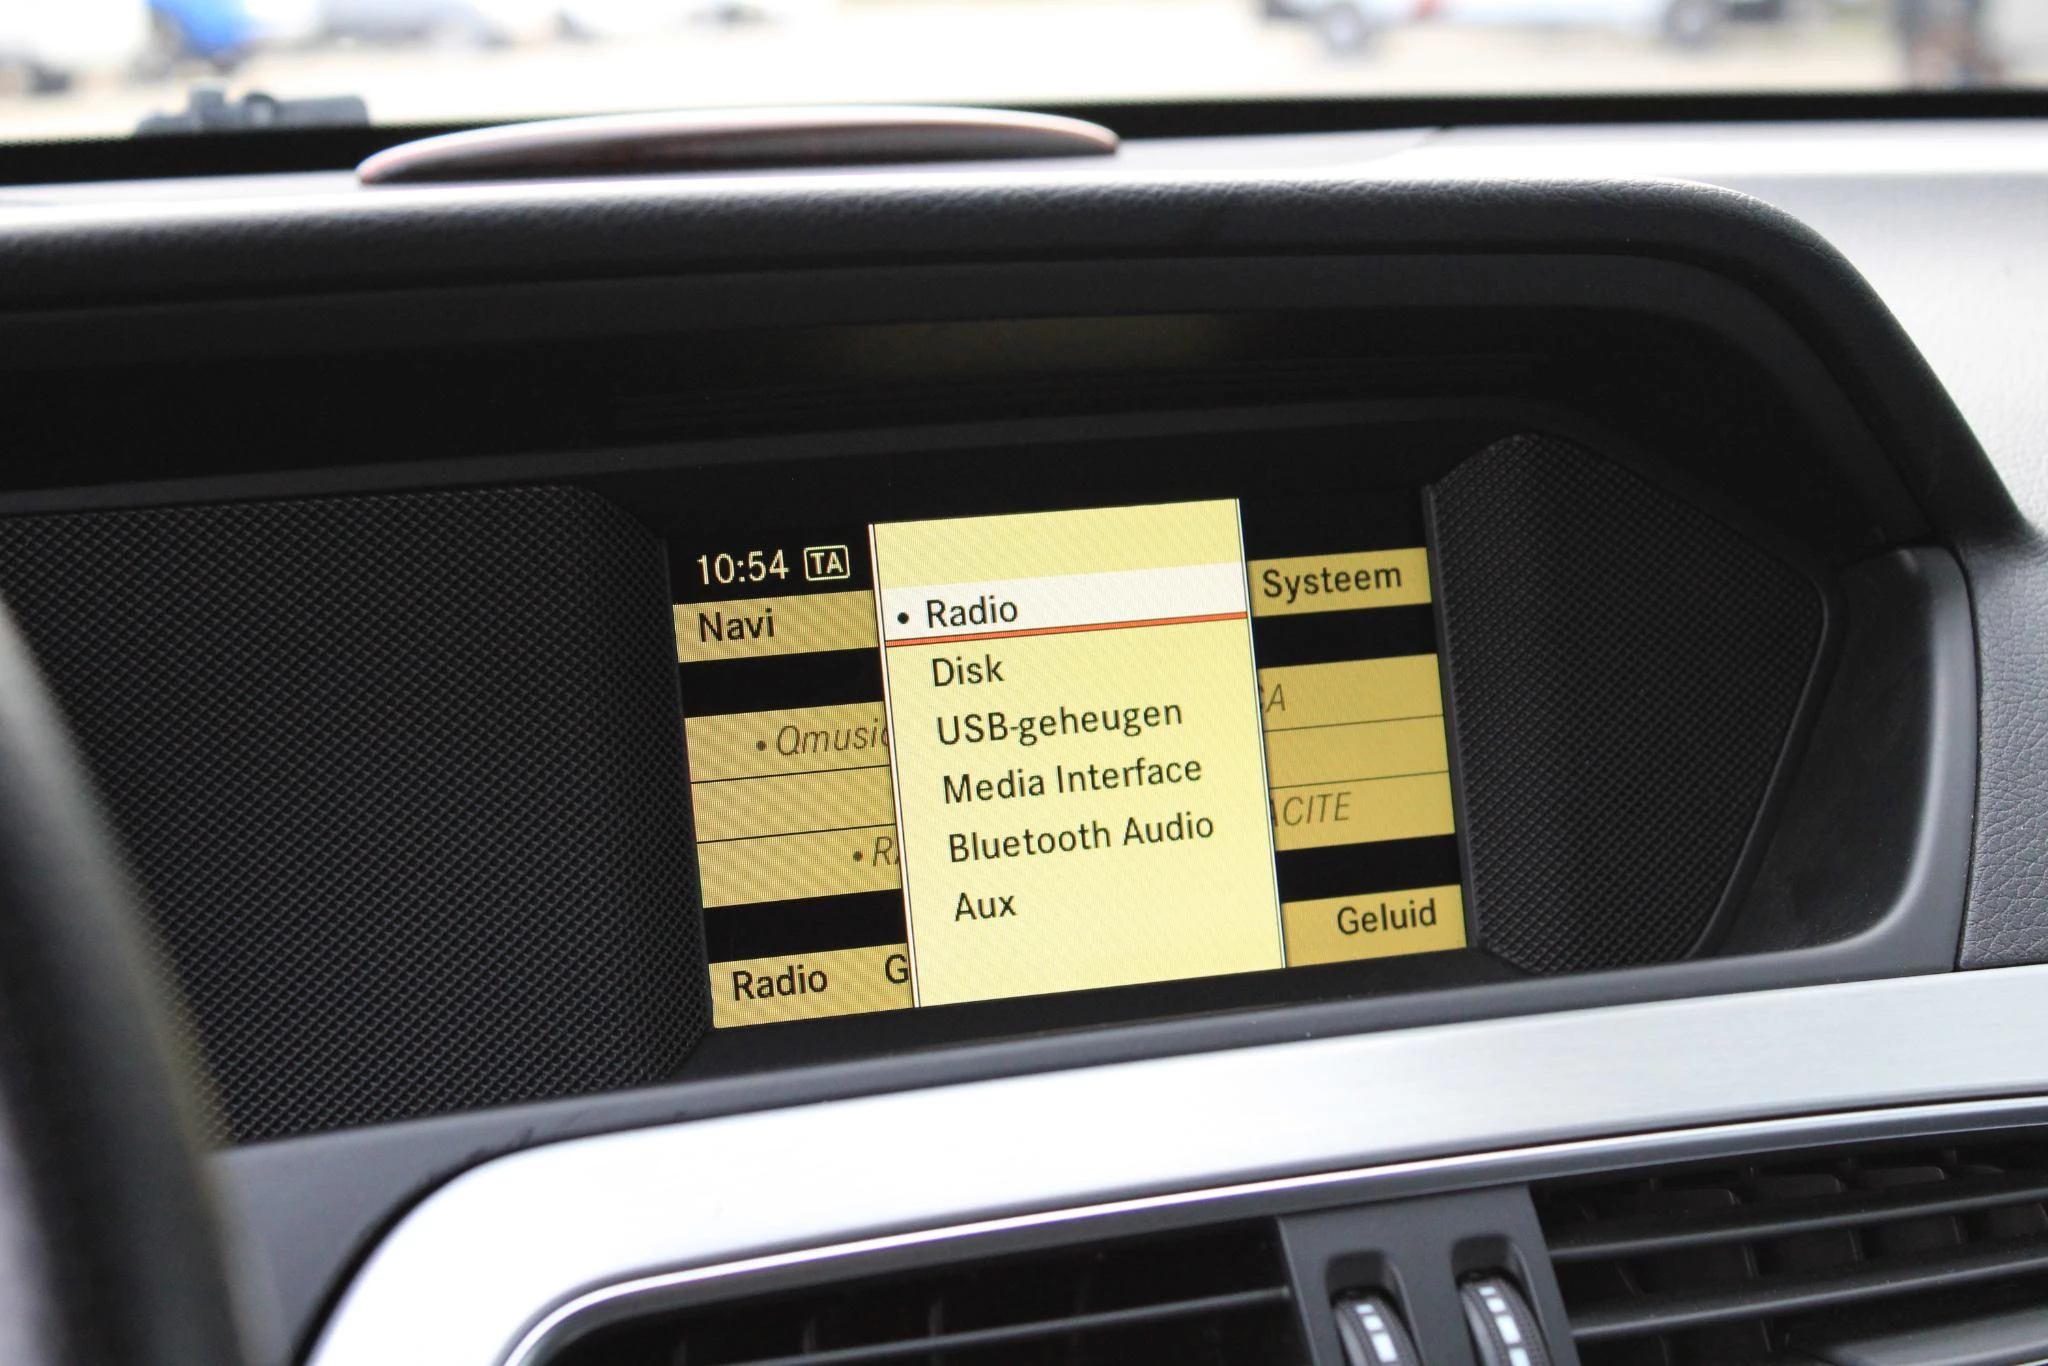 10:54 TA
Navi
Systeem
• Radio
Disk
USB-geheugen
Media Interface
Bluetooth Audio
Aux
• Qmusic
Radio
Geluid